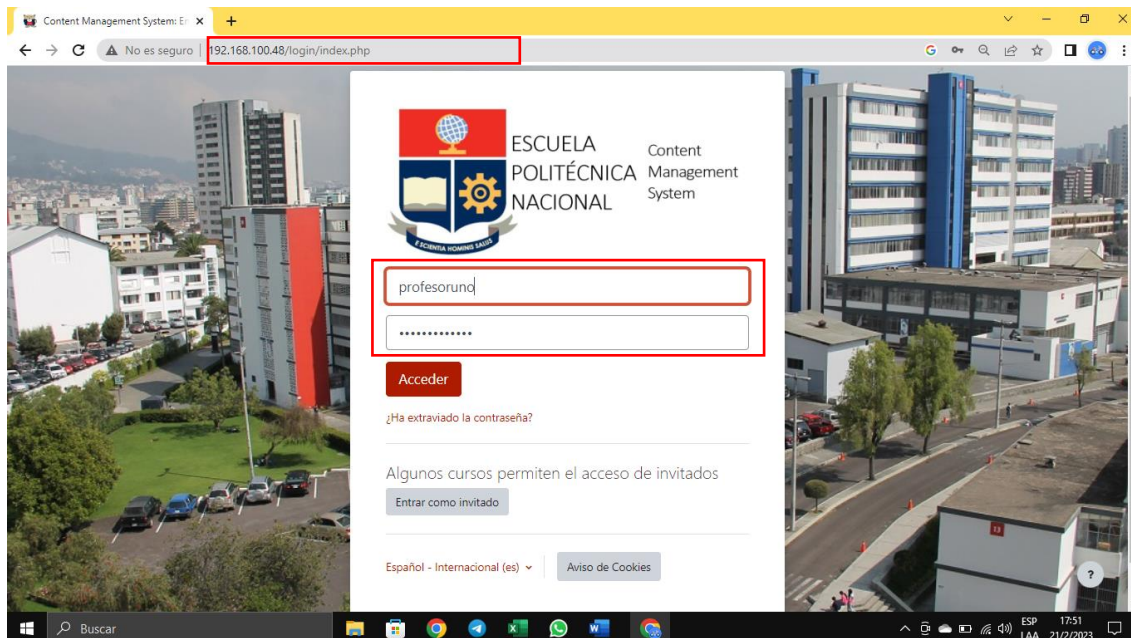 Content Management System: En
No es seguro | 192.168.100.48/login/index.php
ESCUELA
POLITÉCNICA
NACIONAL
Content
Management
System
E SCIENTIA HOMINIS SALUS
profesoruno
•••••••••••••
Acceder
¿Ha extraviado la contraseña?
Algunos cursos permiten el acceso de invitados
Entrar como invitado
Español - Internacional (es)
Aviso de Cookies
13
?
Buscar
ESP
LAA
17:51
21/2/2023